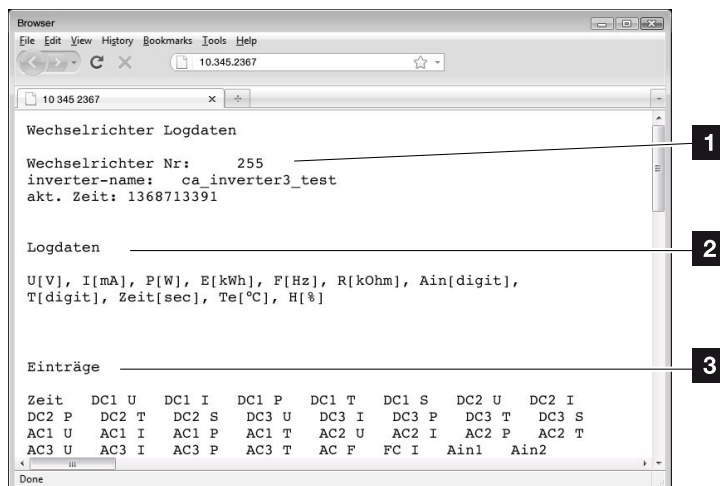 Browser
File Edit View History Bookmarks Tools Help
10.345.2367
10 345 2367
Wechselrichter Logdaten
Wechselrichter Nr: 255
inverter-name: ca_inverter3_test
akt. Zeit: 1368713391
1
Logdaten
2
U[V], I[mA], P[W], E[kWh], F[Hz], R[kOhm], Ain[digit],
T[digit], Zeit[sec], Te[°C], H[%]
Einträge
3
Zeit DC1 U DC1 I DC1 P DC1 T DC1 S DC2 U DC2 I
DC2 P DC2 T DC2 S DC3 U DC3 I DC3 P DC3 T DC3 S
AC1 U AC1 I AC1 P AC1 T AC2 U AC2 I AC2 P AC2 T
AC3 U AC3 I AC3 P AC3 T AC F FC I Ain1 Ain2
Done